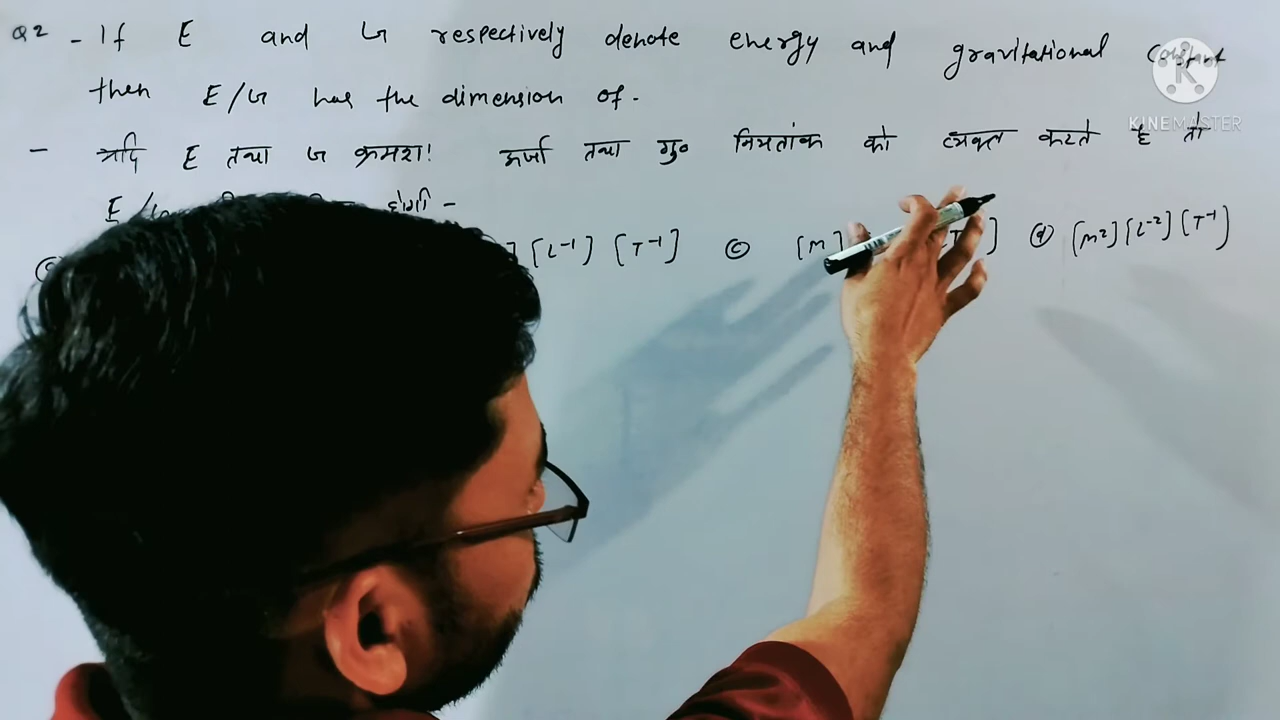 Q2 - If E and G respectively denote energy and gravitational constant
then E/G has the dimension of -
- यदि E तथा G क्रमशः ऊर्जा तथा गु० नियतांक को व्यक्त करते है तो
E/G होगी -
[L⁻¹] [T⁻¹] © [M] ⓓ [M²] [L⁻²] [T⁻¹]
KINEMASTER